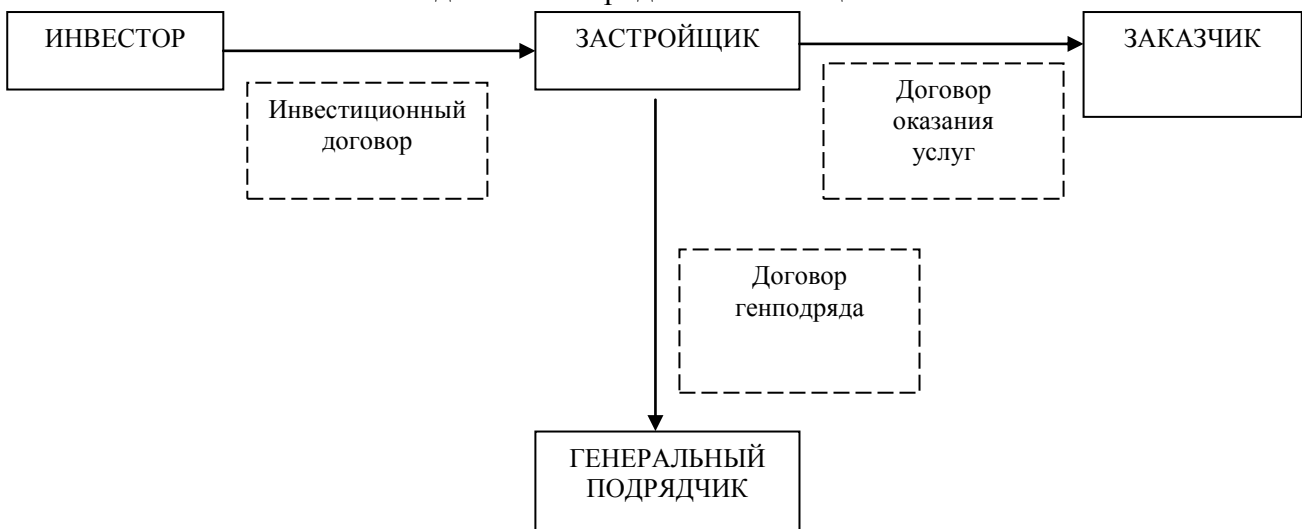 ИНВЕСТОР
ЗАСТРОЙЩИК
ЗАКАЗЧИК
Инвестиционный
договор
Договор
оказания
услуг
Договор
генподряда
ГЕНЕРАЛЬНЫЙ
ПОДРЯДЧИК